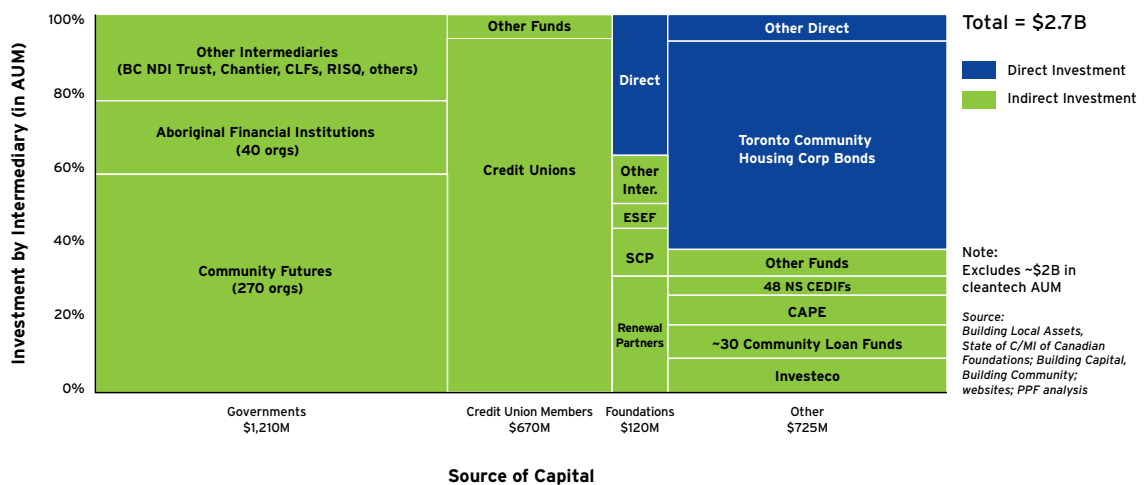 Investment by Intermediary (in AUM)
100%
80%
60%
40%
20%
0%
Other Intermediaries
(BC NDI Trust, Chantier, CLFs, RISQ, others)
Aboriginal Financial Institutions
(40 orgs)
Community Futures
(270 orgs)
Other Funds
Credit Unions
Direct
Other
Inter.
ESEF
SCP
Renewal
Partners
Other Direct
Toronto Community
Housing Corp Bonds
Other Funds
48 NS CEDIFs
CAPE
~30 Community Loan Funds
Investeco
Governments
$1,210M
Credit Union Members
$670M
Foundations
$120M
Other
$725M
Source of Capital
Total = $2.7B
Direct Investment
Indirect Investment
Note:
Excludes ~$2B in
cleantech AUM
Source:
Building Local Assets,
State of C/MI of Canadian
Foundations; Building Capital,
Building Community;
websites; PPF analysis